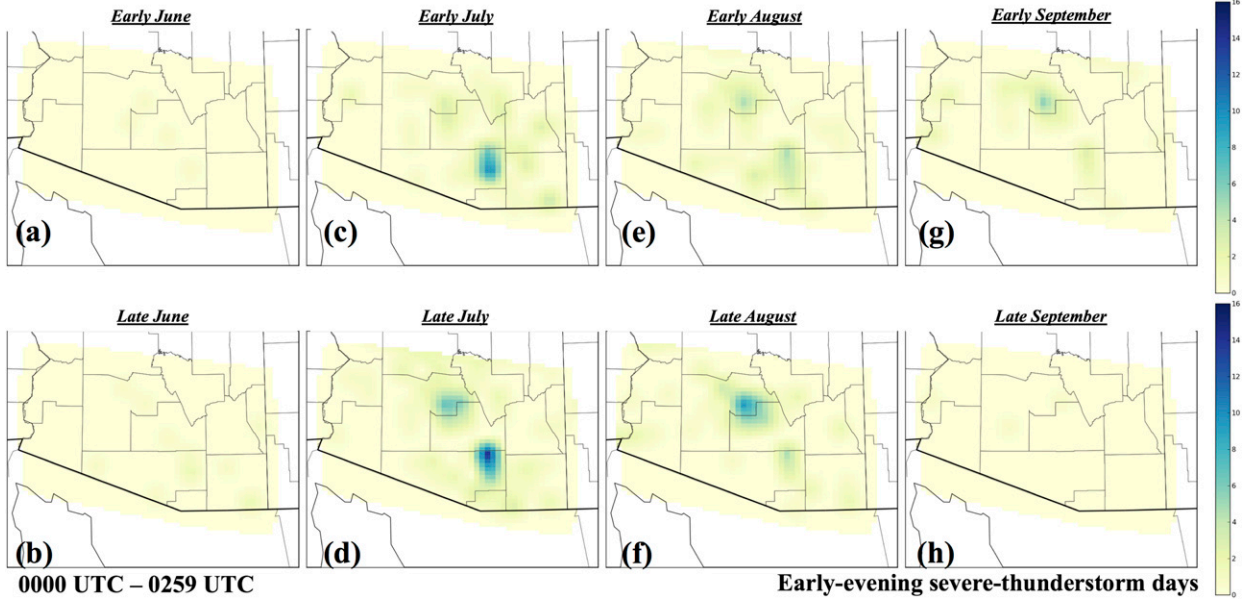 Early June
Early July
Early August
Early September
16
14
12
10
8
6
4
2
0
(a)
(c)
(e)
(g)
Late June
Late July
Late August
Late September
16
14
12
10
8
6
4
2
0
(b)
(d)
(f)
(h)
0000 UTC – 0259 UTC
Early-evening severe-thunderstorm days